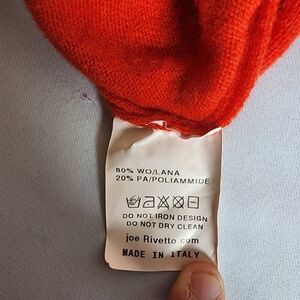 80% WO/LANA
20% PA/POLIAMMIDE
DO NOT IRON DESIGN
DO NOT DRY CLEAN
joe Rivetto.com
MADE IN ITALY